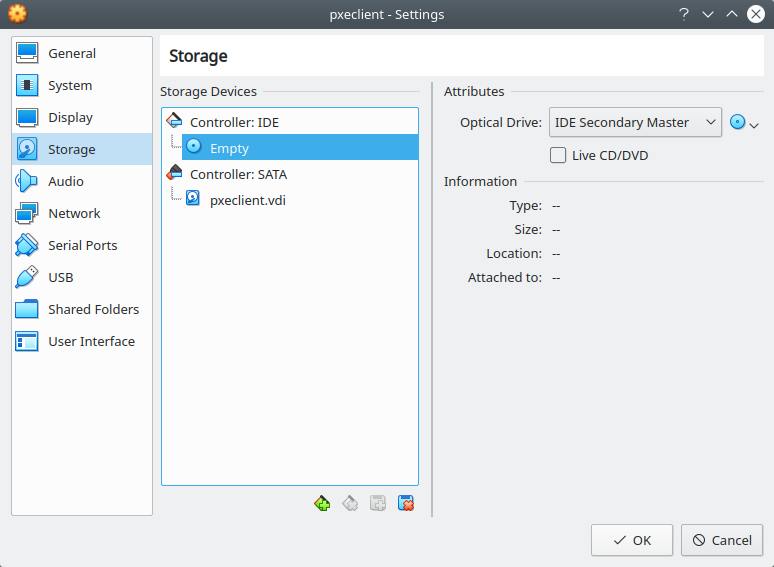 pxeclient - Settings
General
System
Display
Storage
Audio
Network
Serial Ports
USB
Shared Folders
User Interface
Storage
Storage Devices
Controller: IDE
Empty
Controller: SATA
pxeclient.vdi
Attributes
Optical Drive: IDE Secondary Master
Live CD/DVD
Information
Type: --
Size: --
Location: --
Attached to: --
OK Cancel